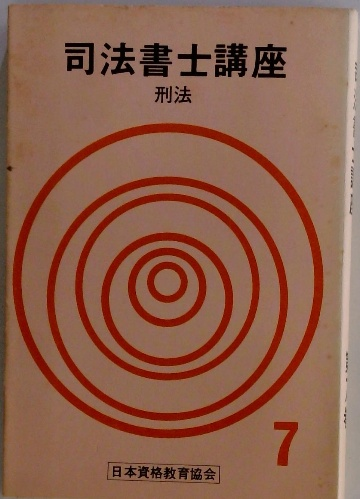 司法書士講座
刑法
7
日本資格教育協会